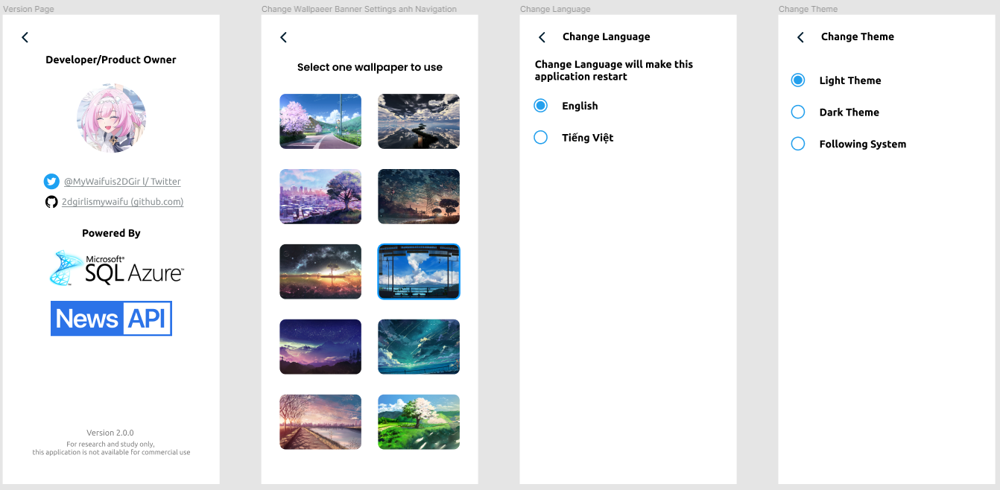 Version Page
Developer/Product Owner
@MyWaifuis2DGir l/ Twitter
2dgirlismywaifu (github.com)
Powered By
Microsoft®
SQL Azure™
News API
Version 2.0.0
For research and study only,
this application is not available for commercial use
Change Wallpaeer Banner Settings anh Navigation
Select one wallpaper to use
Change Language
Change Language
Change Language will make this
application restart
English
Tiếng Việt
Change Theme
Change Theme
Light Theme
Dark Theme
Following System